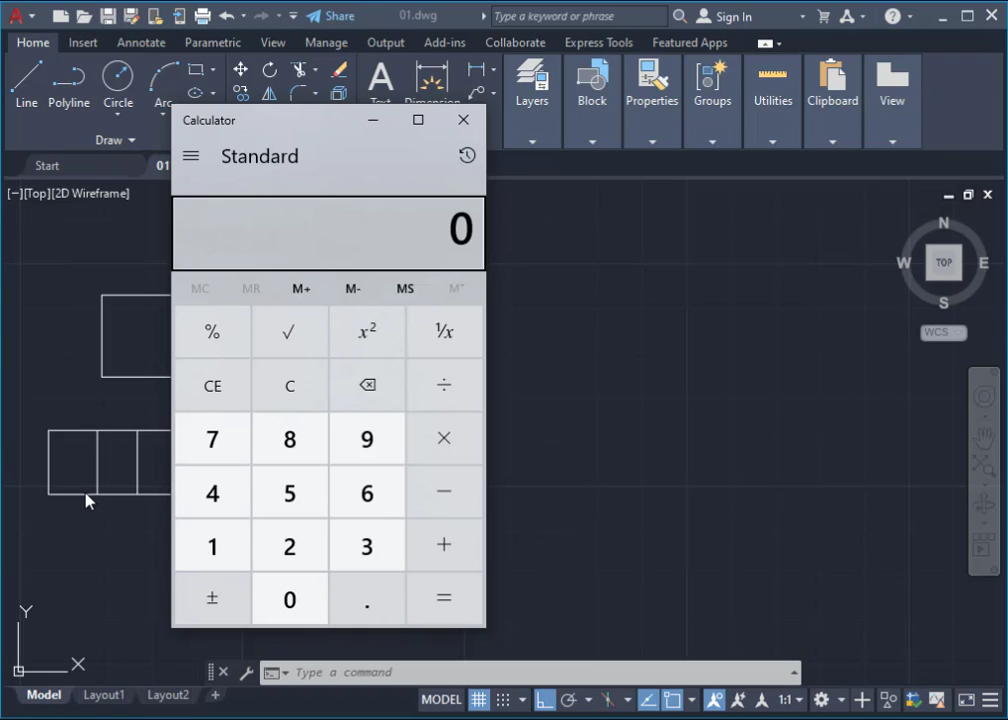 Share
01.dwg
Type a keyword or phrase
Sign In
Home Insert Annotate Parametric View Manage Output Add-ins Collaborate Express Tools Featured Apps
Line Polyline Circle Arc Text Dimension Layers Block Properties Groups Utilities Clipboard View
Draw
Start 01
[−][Top][2D Wireframe]
Calculator
Standard
0
MC MR M+ M- MS M˅
% √ x² ⅟x
CE C ÷
7 8 9 ×
4 5 6 −
1 2 3 +
± 0 . =
N
W TOP E
S
WCS
Y
X
Type a command
Model Layout1 Layout2 + MODEL 1:1